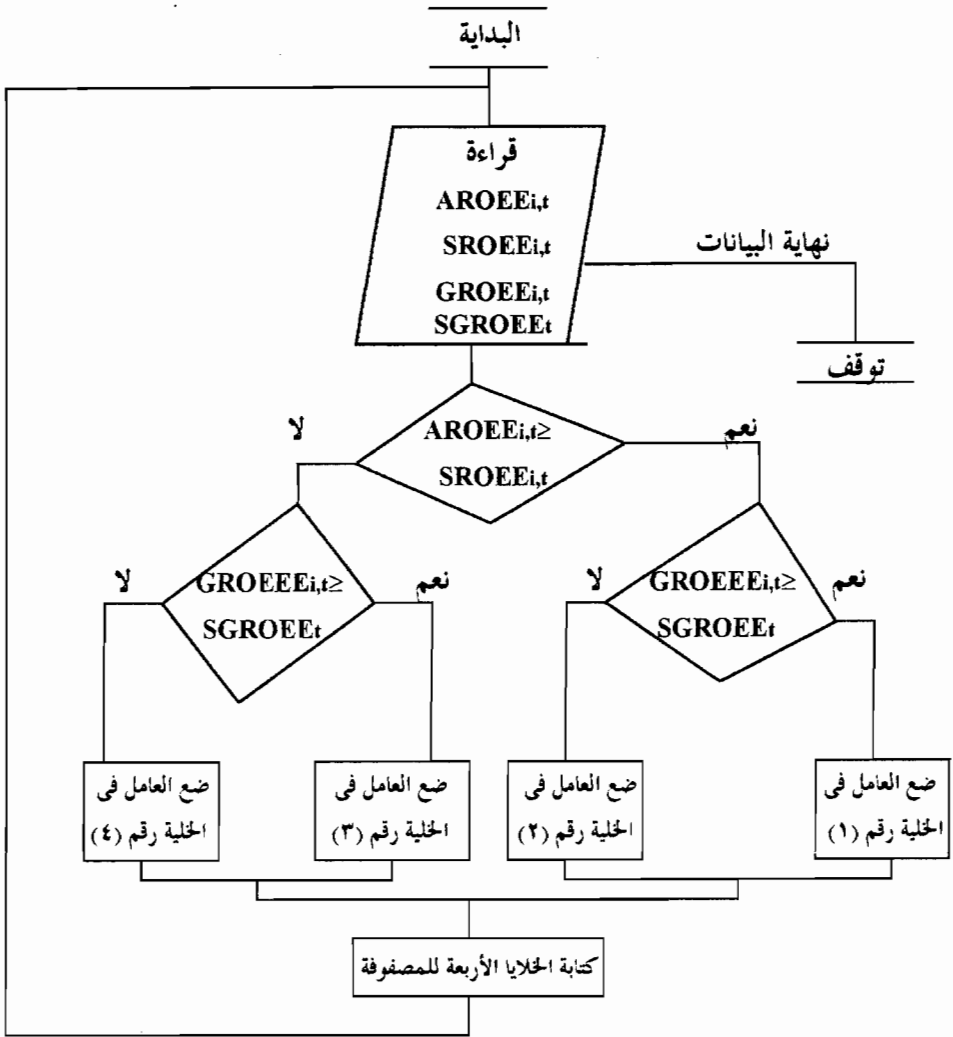 البداية
قراءة
AROEEi,t
SROEEi,t
GROEEi,t
SGROEEt
نهاية البيانات
توقف
نعم
AROEEi,t≥
SROEEi,t
لا
نعم
GROEEEi,t≥
SGROEEt
لا
نعم
GROEEEi,t≥
SGROEEt
لا
ضع العامل فى
الخلية رقم (١)
ضع العامل فى
الخلية رقم (٢)
ضع العامل فى
الخلية رقم (٣)
ضع العامل فى
الخلية رقم (٤)
كتابة الخلايا الأربعة للمصفوفة